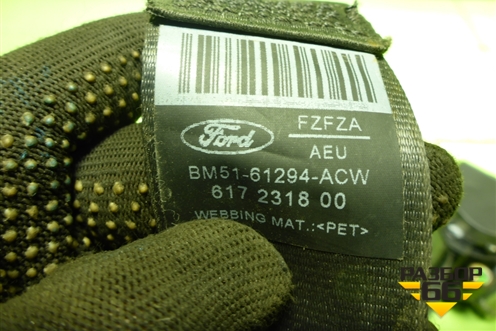 Ford
FZFZA
AEU
BM51-61294-ACW
617 2318 00
WEBBING MAT.:<PET>
РАЗБОР
66